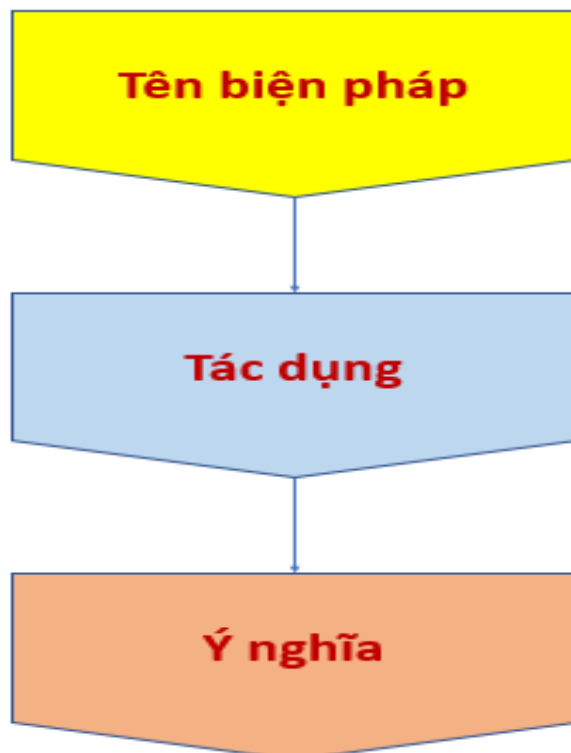 Tên biện pháp
Tác dụng
Ý nghĩa